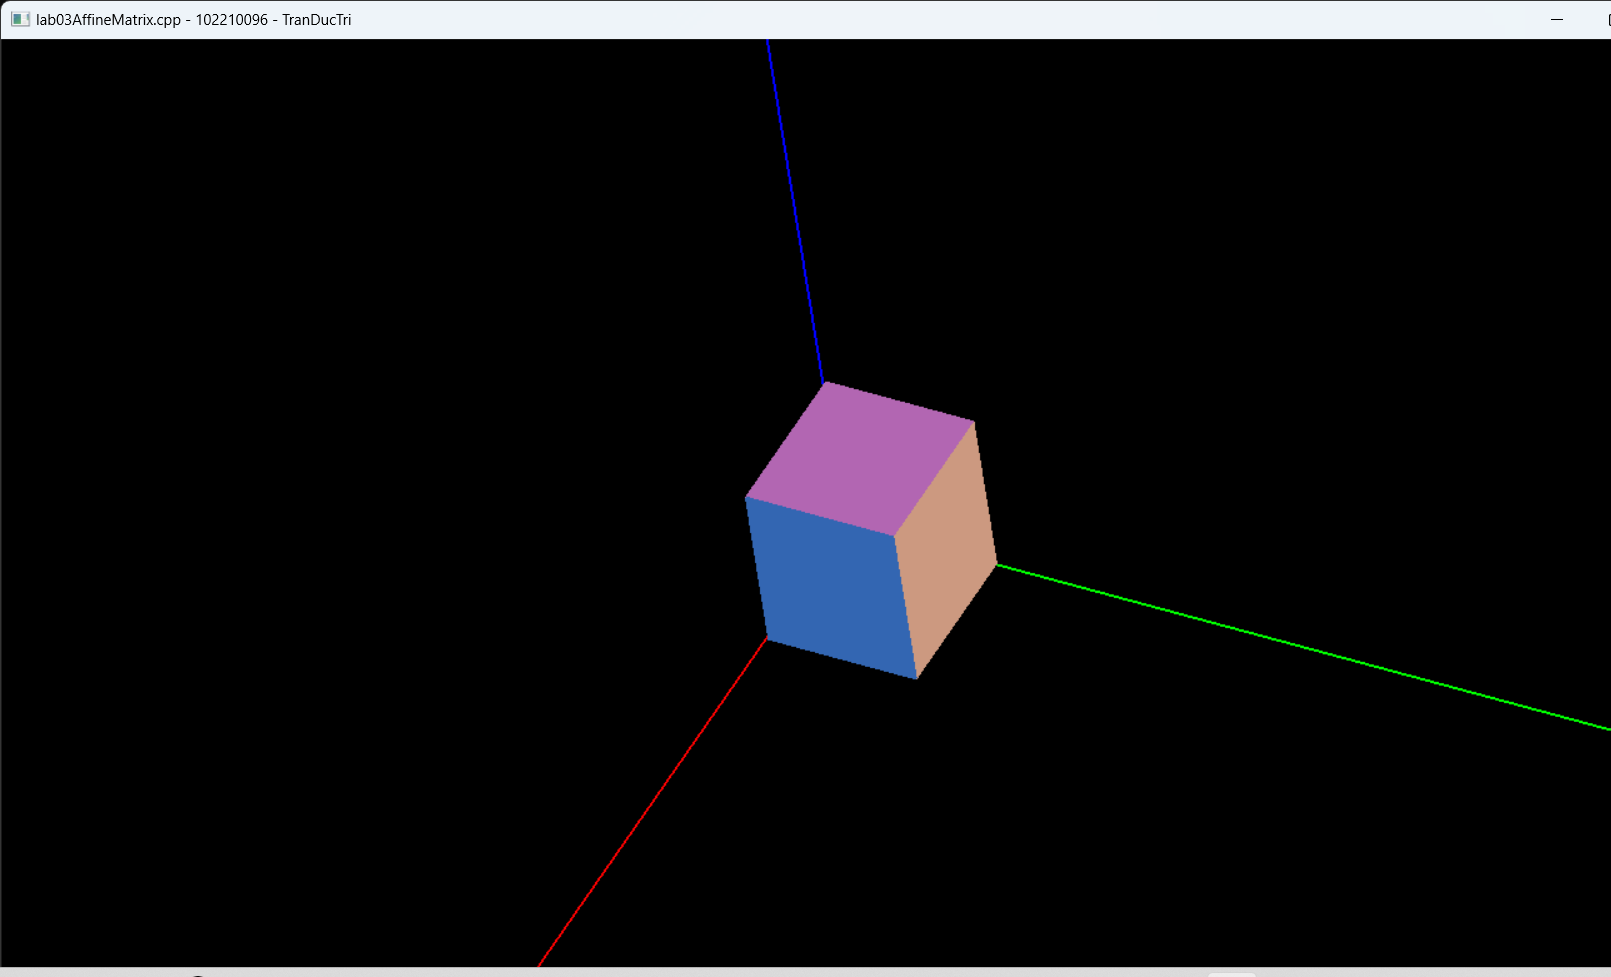 lab03AffineMatrix.cpp - 102210096 - TranDucTri